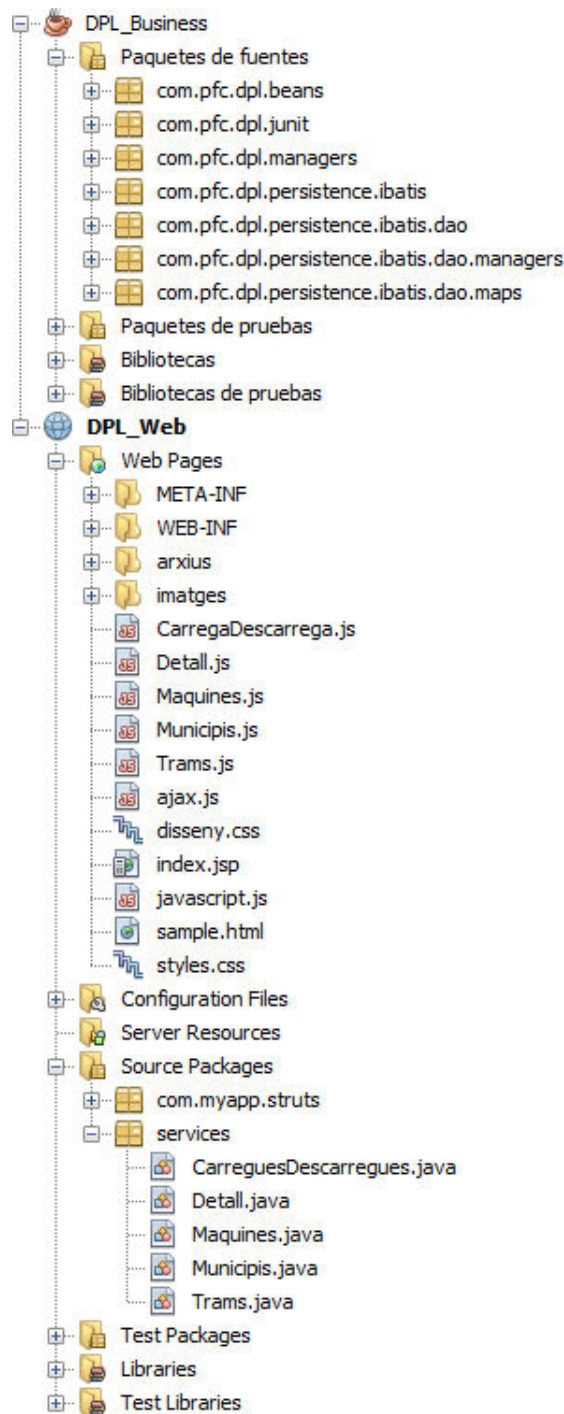 DPL_Business
Paquetes de fuentes
com.pfc.dpl.beans
com.pfc.dpl.junit
com.pfc.dpl.managers
com.pfc.dpl.persistence.ibatis
com.pfc.dpl.persistence.ibatis.dao
com.pfc.dpl.persistence.ibatis.dao.managers
com.pfc.dpl.persistence.ibatis.dao.maps
Paquetes de pruebas
Bibliotecas
Bibliotecas de pruebas
DPL_Web
Web Pages
META-INF
WEB-INF
arxius
imatges
CarregaDescarrega.js
Detall.js
Maquines.js
Municipis.js
Trams.js
ajax.js
disseny.css
index.jsp
javascript.js
sample.html
styles.css
Configuration Files
Server Resources
Source Packages
com.myapp.struts
services
CarreguesDescarregues.java
Detall.java
Maquines.java
Municipis.java
Trams.java
Test Packages
Libraries
Test Libraries